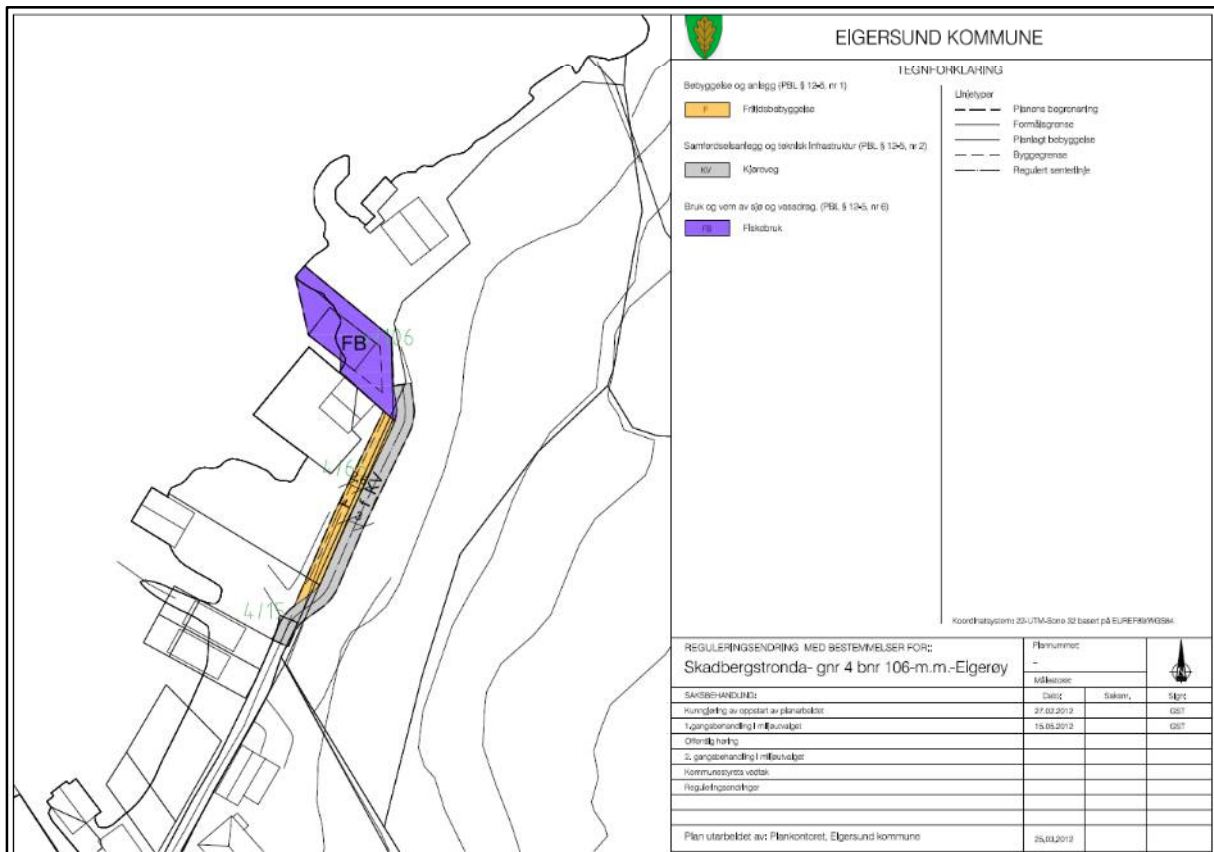 EIGERSUND KOMMUNE
TEGNFORKLARING
Bebyggelse og anlegg (PBL § 12-5, nr 1)
F Fritidsbebyggelse
Samferdselsanlegg og teknisk infrastruktur (PBL § 12-5, nr 2)
KV Kjøreveg
Bruk og vern av sjø og vassdrag. (PBL § 12-5, nr 6)
FB Fiskebruk
Linjetyper
Planens begrensning
Formålsgrense
Planlagt bebyggelse
Byggegrense
Regulert senterlinje
FB
4/15
f-KV
Koordinatsystem: 22-UTM-Sone 32 basert på EUREF89/WGS84
REGULERINGSENDRING MED BESTEMMELSER FOR;:
Skadbergstronda- gnr 4 bnr 106-m.m.-Eigerøy
Plannummer:
-
Målestokk:
N
SAKSBEHANDLING: Dato: Saksnr. Sign:
Kunngjøring av oppstart av planarbeidet 27.02.2012 GST
1.gangsbehandling i miljøutvalget 15.05.2012 GST
Offentlig høring
2. gangsbehandling i miljøutvalget
Kommunestyrets vedtak
Reguleringsendringer
Plan utarbeidet av: Plankontoret, Eigersund kommune 25,03,2012